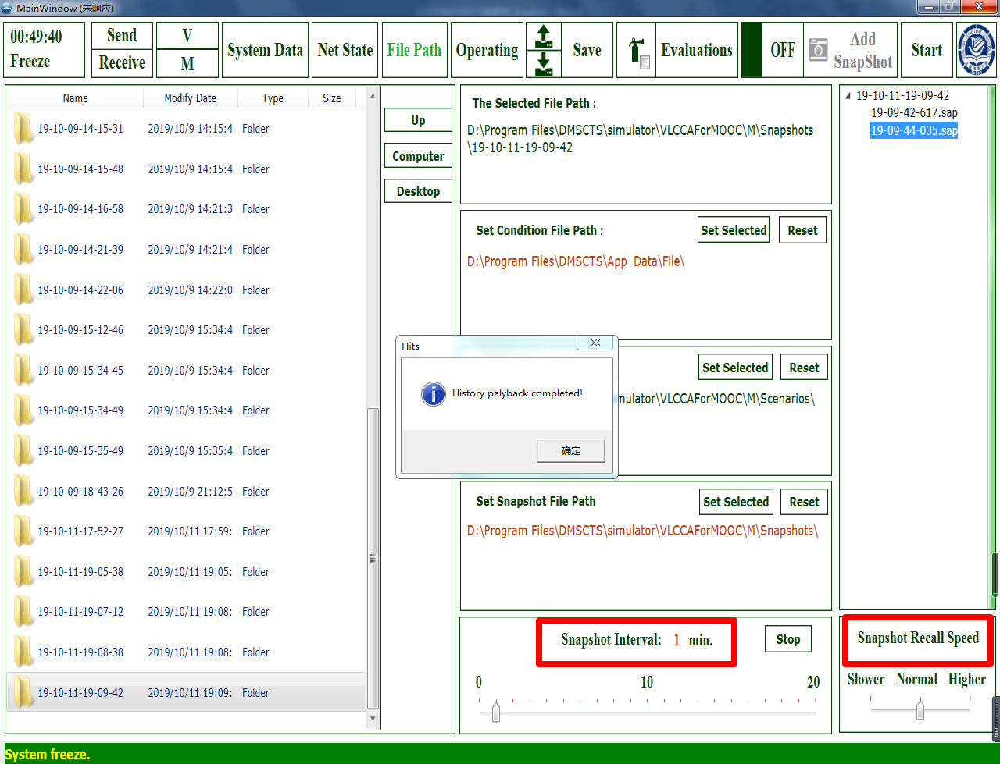 MainWindow (未响应)
00:49:40
Freeze
Send
Receive
V
M
System Data
Net State
File Path
Operating
Save
Evaluations
OFF
Add
SnapShot
Start
Name Modify Date Type Size
19-10-09-14-15-31 2019/10/9 14:15:4 Folder
19-10-09-14-15-48 2019/10/9 14:15:4 Folder
19-10-09-14-16-58 2019/10/9 14:21:3 Folder
19-10-09-14-21-39 2019/10/9 14:21:4 Folder
19-10-09-14-22-06 2019/10/9 14:22:0 Folder
19-10-09-15-12-46 2019/10/9 15:34:4 Folder
19-10-09-15-34-45 2019/10/9 15:34:4 Folder
19-10-09-15-34-49 2019/10/9 15:34:4 Folder
19-10-09-15-35-49 2019/10/9 15:35:4 Folder
19-10-09-18-43-26 2019/10/9 21:12:5 Folder
19-10-11-17-52-27 2019/10/11 17:59: Folder
19-10-11-19-05-38 2019/10/11 19:05: Folder
19-10-11-19-07-12 2019/10/11 19:08: Folder
19-10-11-19-08-38 2019/10/11 19:08: Folder
19-10-11-19-09-42 2019/10/11 19:09: Folder
Up
Computer
Desktop
The Selected File Path :
D:\Program Files\DMSCTS\simulator\VLCCAForMOOC\M\Snapshots
\19-10-11-19-09-42
Set Condition File Path :
Set Selected
Reset
D:\Program Files\DMSCTS\App_Data\File\
Set Selected
Reset
mulator\VLCCAForMOOC\M\Scenarios\
Hits
History palyback completed!
确定
Set Snapshot File Path
Set Selected
Reset
D:\Program Files\DMSCTS\simulator\VLCCAForMOOC\M\Snapshots\
Snapshot Interval: 1 min.
Stop
0 10 20
19-10-11-19-09-42
19-09-42-617.sap
19-09-44-035.sap
Snapshot Recall Speed
Slower Normal Higher
System freeze.